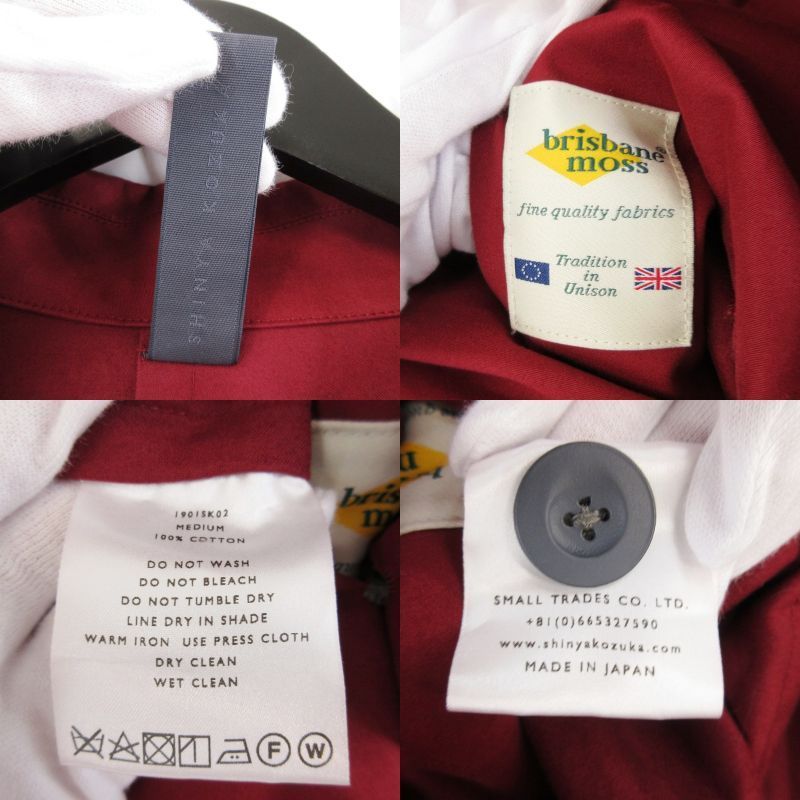 SHINYA KOZUKA
brisbane®
moss
fine quality fabrics
Tradition
in
Unison
1901SK02
MEDIUM
100% COTTON
DO NOT WASH
DO NOT BLEACH
DO NOT TUMBLE DRY
LINE DRY IN SHADE
WARM IRON USE PRESS CLOTH
DRY CLEAN
WET CLEAN
F W
brisb
moss
SMALL TRADES CO. LTD.
+81(0)665327590
www.shinyakozuka.com
MADE IN JAPAN